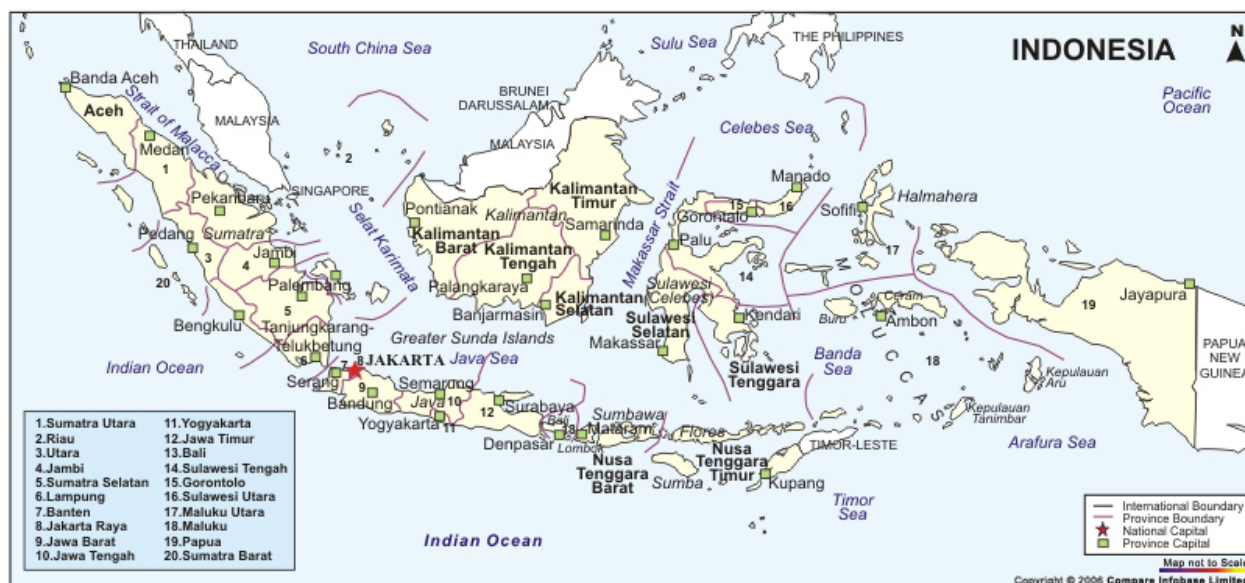 INDONESIA
N
THAILAND
South China Sea
Sulu Sea
THE PHILIPPINES
Pacific
Ocean
Banda Aceh
Aceh
Strait of Malacca
MALAYSIA
BRUNEI
DARUSSALAM
MALAYSIA
Celebes Sea
Medan
1
2
SINGAPORE
Pekanbaru
Sumatra
Padang
3
4
Jambi
20
Palembang
5
Bengkulu
Tanjungkarang-
Telukbetung
6
Selat Karimata
Pontianak
Kalimantan
Barat
Kalimantan
Kalimantan
Timur
Samarinda
Kalimantan
Tengah
Palangkaraya
Banjarmasin
Kalimantan
Selatan
Makassar Strait
Manado
15
16
Gorontalo
Palu
14
Sulawesi
(Celebes)
Sulawesi
Selatan
Kendari
Makassar
Sulawesi
Tenggara
Sofifi
Halmahera
17
MOLUCCAS
Buru
Ceram
Ambon
18
Banda
Sea
19
Jayapura
PAPUA
NEW
GUINEA
Kepulauan
Aru
Kepulauan
Tanimbar
Arafura Sea
Indian Ocean
Greater Sunda Islands
Java Sea
7
8
JAKARTA
Serang
9
Bandung
Semarung
Java
10
12
Surabaya
Yogyakarta
11
Bali
Denpasar
Lombok
Mataram
Sumbawa
Nusa
Tenggara
Barat
Flores
Sumba
Nusa
Tenggara
Timur
Kupang
TIMOR-LESTE
Timor
Sea
Indian Ocean
1.Sumatra Utara
2.Riau
3.Utara
4.Jambi
5.Sumatra Selatan
6.Lampung
7.Banten
8.Jakarta Raya
9.Jawa Barat
10.Jawa Tengah
11.Yogyakarta
12.Jawa Timur
13.Bali
14.Sulawesi Tengah
15.Gorontolo
16.Sulawesi Utara
17.Maluku Utara
18.Maluku
19.Papua
20.Sumatra Barat
International Boundary
Province Boundary
National Capital
Province Capital
Map not to Scale
Copyright © 2006 Compare Infobase Limited